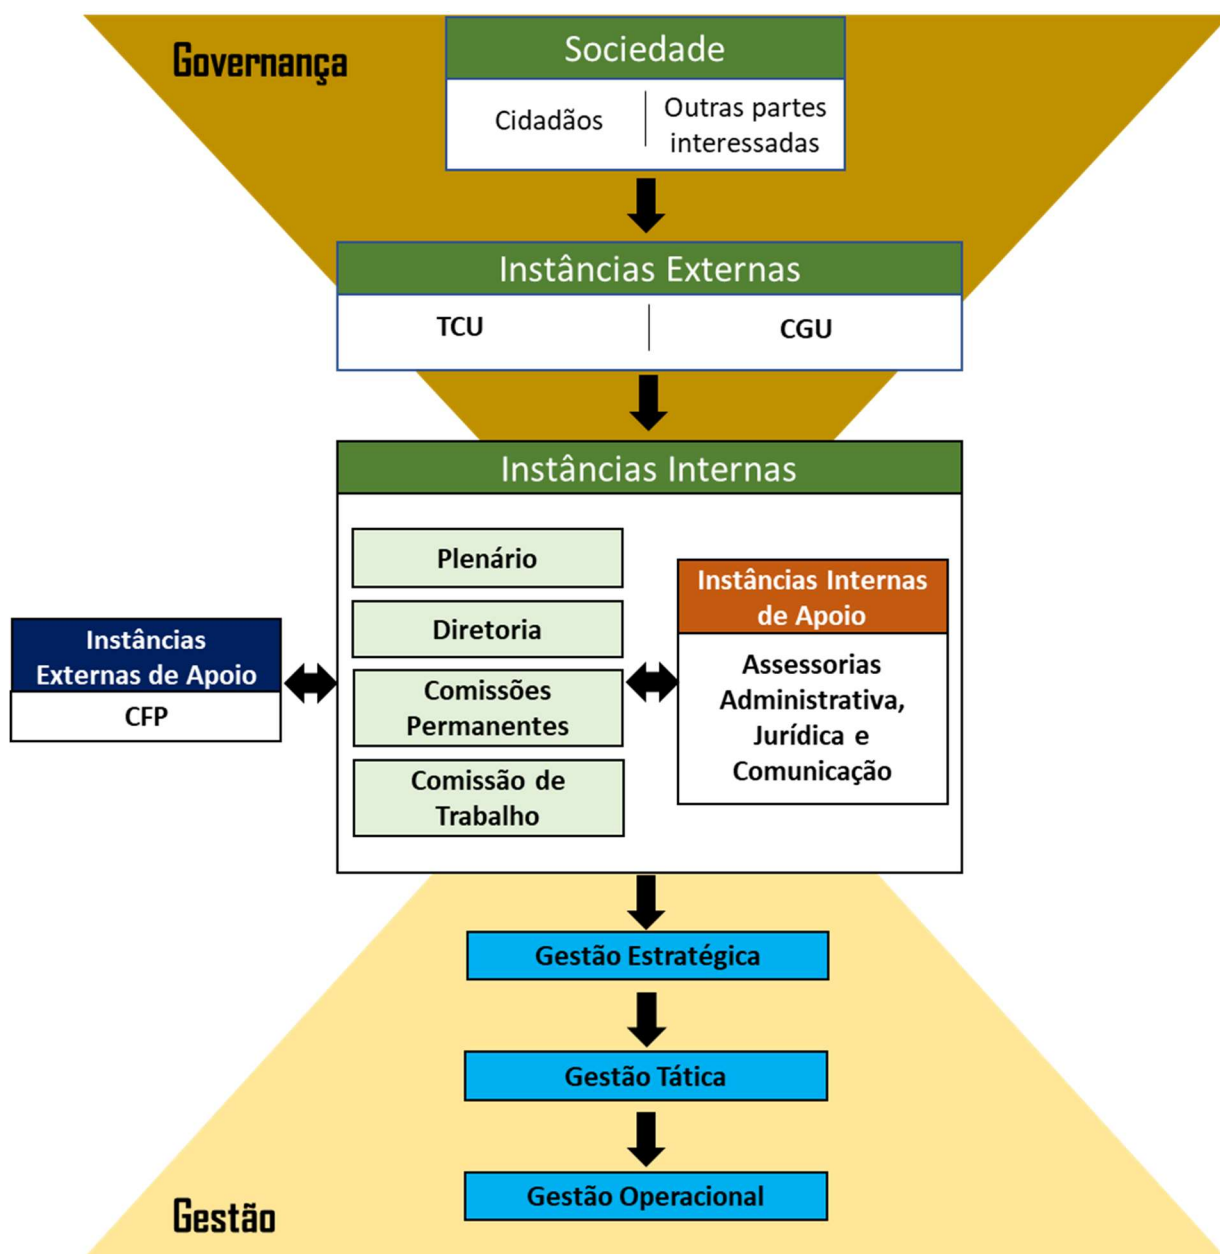 Governança
Sociedade
Cidadãos
Outras partes
interessadas
Instâncias Externas
TCU
CGU
Instâncias Internas
Plenário
Diretoria
Comissões
Permanentes
Comissão de
Trabalho
Instâncias Internas
de Apoio
Assessorias
Administrativa,
Jurídica e
Comunicação
Instâncias
Externas de Apoio
CFP
Gestão Estratégica
Gestão Tática
Gestão Operacional
Gestão